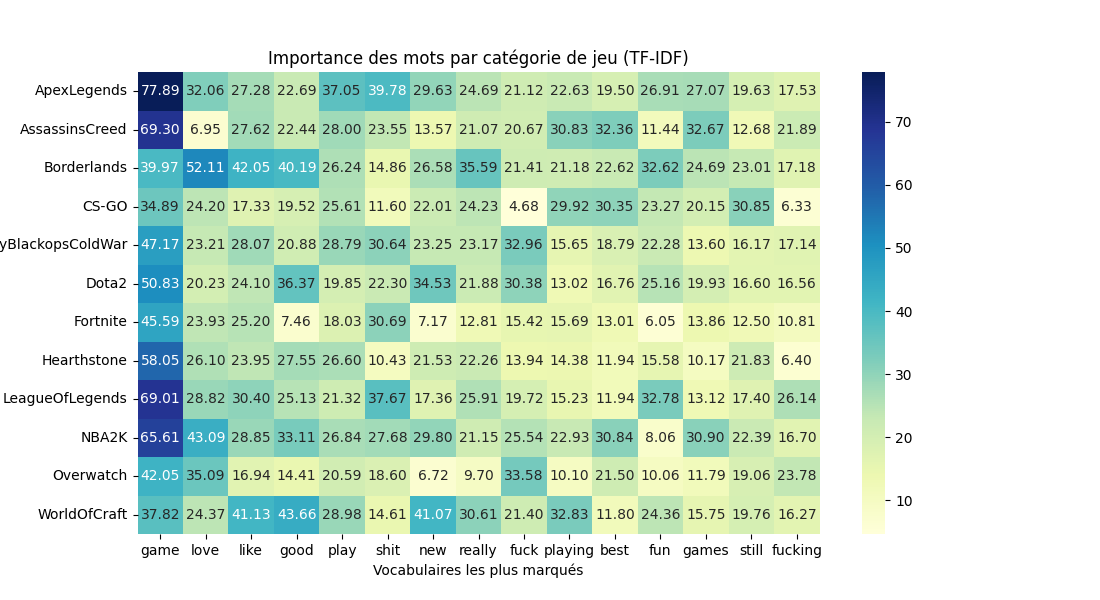 Importance des mots par catégorie de jeu (TF-IDF)
ApexLegends 77.89 32.06 27.28 22.69 37.05 39.78 29.63 24.69 21.12 22.63 19.50 26.91 27.07 19.63 17.53
AssassinsCreed 69.30 6.95 27.62 22.44 28.00 23.55 13.57 21.07 20.67 30.83 32.36 11.44 32.67 12.68 21.89
70
Borderlands 39.97 52.11 42.05 40.19 26.24 14.86 26.58 35.59 21.41 21.18 22.62 32.62 24.69 23.01 17.18
60
CS-GO 34.89 24.20 17.33 19.52 25.61 11.60 22.01 24.23 4.68 29.92 30.35 23.27 20.15 30.85 6.33
yBlackopsColdWar 47.17 23.21 28.07 20.88 28.79 30.64 23.25 23.17 32.96 15.65 18.79 22.28 13.60 16.17 17.14
50
Dota2 50.83 20.23 24.10 36.37 19.85 22.30 34.53 21.88 30.38 13.02 16.76 25.16 19.93 16.60 16.56
40
Fortnite 45.59 23.93 25.20 7.46 18.03 30.69 7.17 12.81 15.42 15.69 13.01 6.05 13.86 12.50 10.81
Hearthstone 58.05 26.10 23.95 27.55 26.60 10.43 21.53 22.26 13.94 14.38 11.94 15.58 10.17 21.83 6.40
30
LeagueOfLegends 69.01 28.82 30.40 25.13 21.32 37.67 17.36 25.91 19.72 15.23 11.94 32.78 13.12 17.40 26.14
NBA2K 65.61 43.09 28.85 33.11 26.84 27.68 29.80 21.15 25.54 22.93 30.84 8.06 30.90 22.39 16.70
20
Overwatch 42.05 35.09 16.94 14.41 20.59 18.60 6.72 9.70 33.58 10.10 21.50 10.06 11.79 19.06 23.78
10
WorldOfCraft 37.82 24.37 41.13 43.66 28.98 14.61 41.07 30.61 21.40 32.83 11.80 24.36 15.75 19.76 16.27
game love like good play shit new really fuck playing best fun games still fucking
Vocabulaires les plus marqués